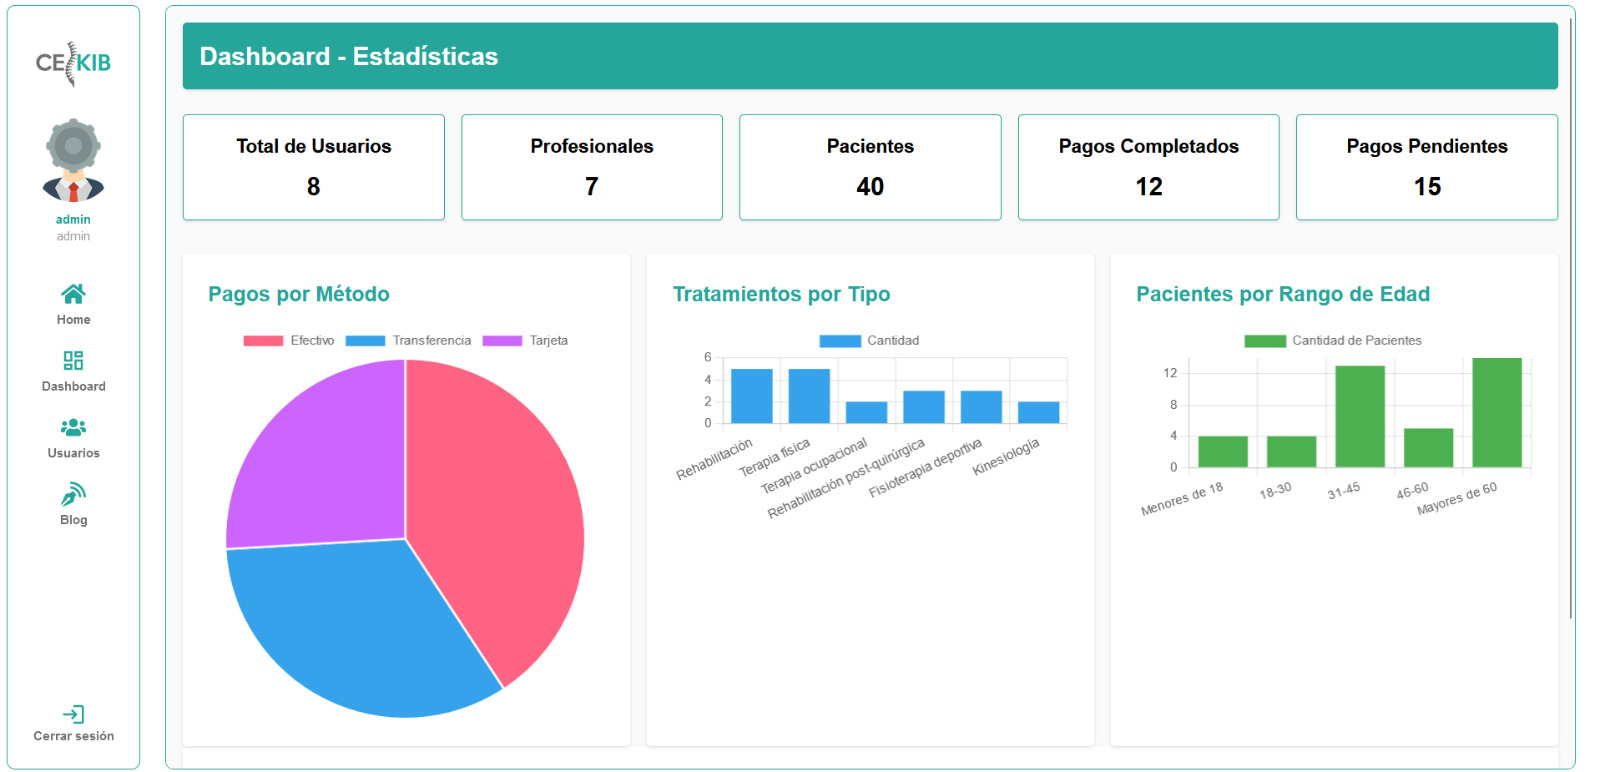 CE KIB
admin
admin
Home
Dashboard
Usuarios
Blog
Cerrar sesión
Dashboard - Estadísticas
Total de Usuarios
8
Profesionales
7
Pacientes
40
Pagos Completados
12
Pagos Pendientes
15
Pagos por Método
Efectivo Transferencia Tarjeta
Tratamientos por Tipo
Cantidad
6
4
2
0
Rehabilitación
Terapia física
Terapia ocupacional
Rehabilitación post-quirúrgica
Fisioterapia deportiva
Kinesiología
Pacientes por Rango de Edad
Cantidad de Pacientes
12
8
4
0
Menores de 18
18-30
31-45
46-60
Mayores de 60